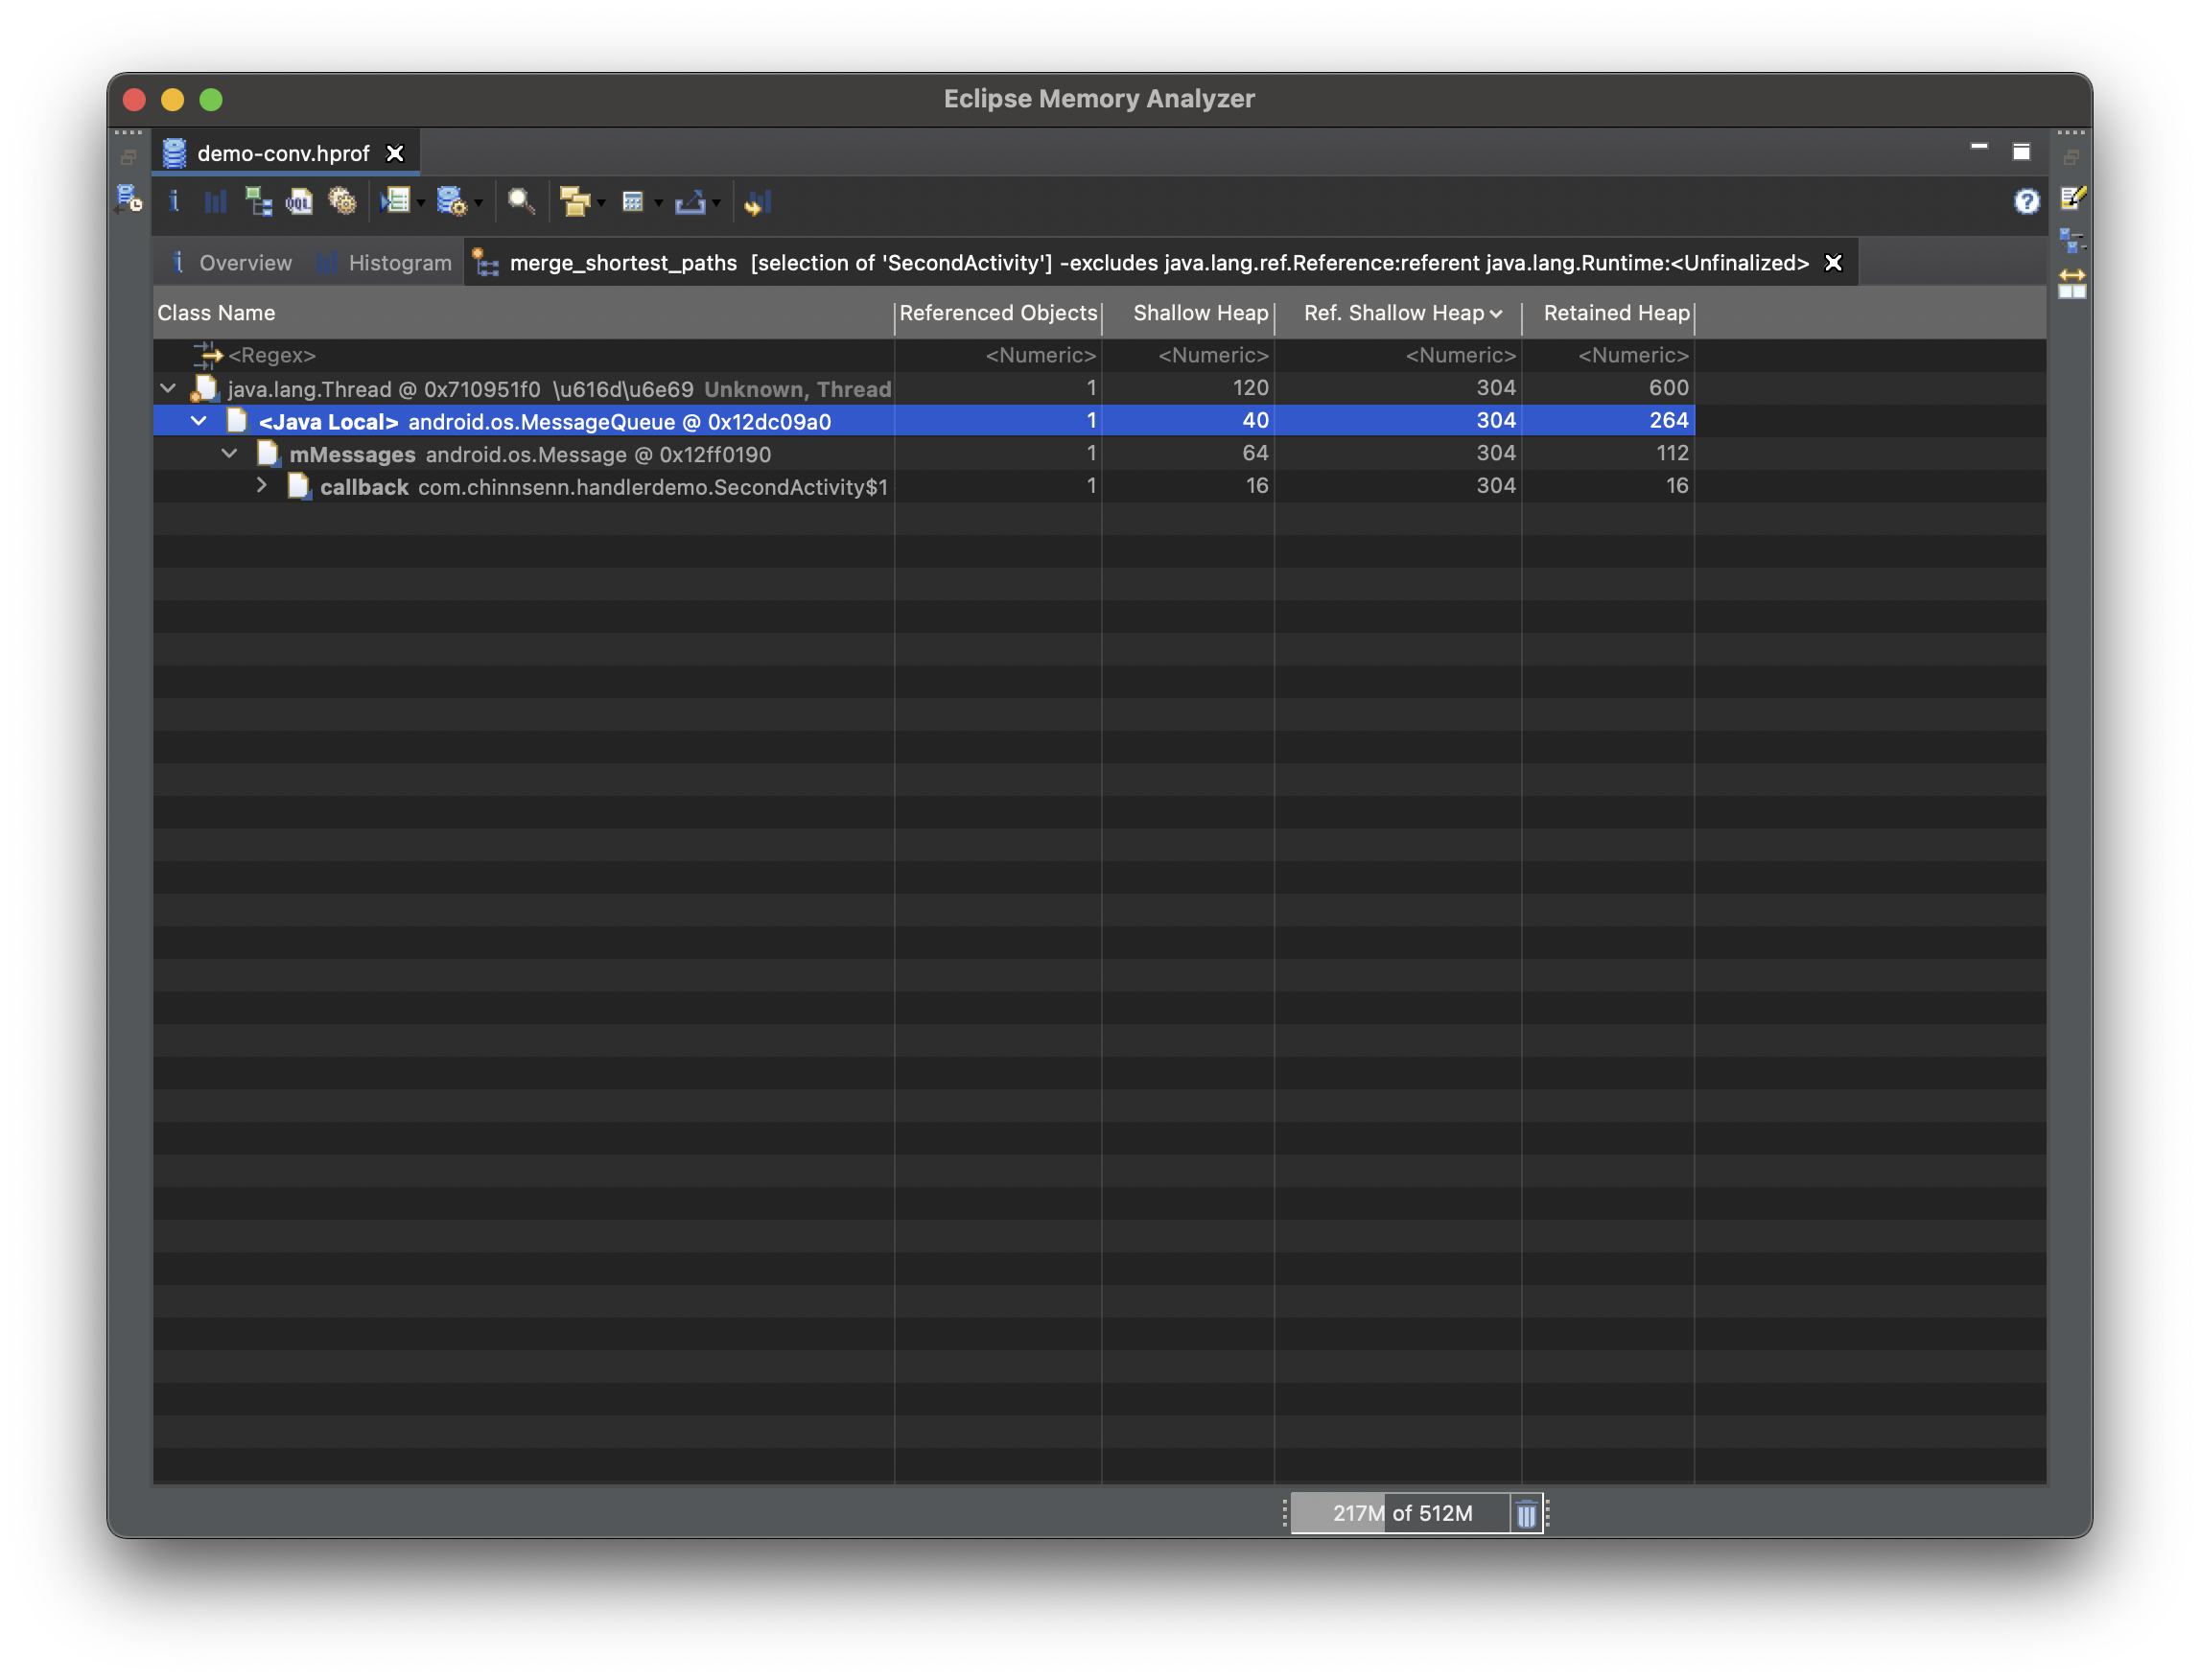 Eclipse Memory Analyzer
demo-conv.hprof
OQL
Overview Histogram merge_shortest_paths [selection of 'SecondActivity'] -excludes java.lang.ref.Reference:referent java.lang.Runtime:<Unfinalized>
Class Name Referenced Objects Shallow Heap Ref. Shallow Heap Retained Heap
<Regex> <Numeric> <Numeric> <Numeric> <Numeric>
java.lang.Thread @ 0x710951f0 \u616d\u6e69 Unknown, Thread 1 120 304 600
<Java Local> android.os.MessageQueue @ 0x12dc09a0 1 40 304 264
mMessages android.os.Message @ 0x12ff0190 1 64 304 112
callback com.chinnsenn.handlerdemo.SecondActivity$1 1 16 304 16
217M of 512M